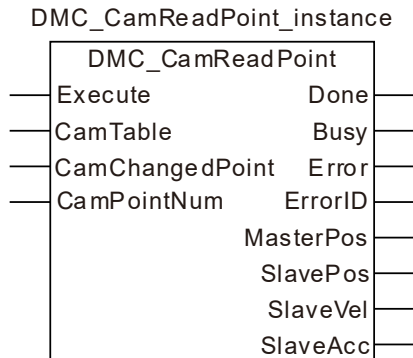 DMC_CamReadPoint_instance
DMC_CamReadPoint
Execute Done
CamTable Busy
CamChangedPoint Error
CamPointNum ErrorID
MasterPos
SlavePos
SlaveVel
SlaveAcc